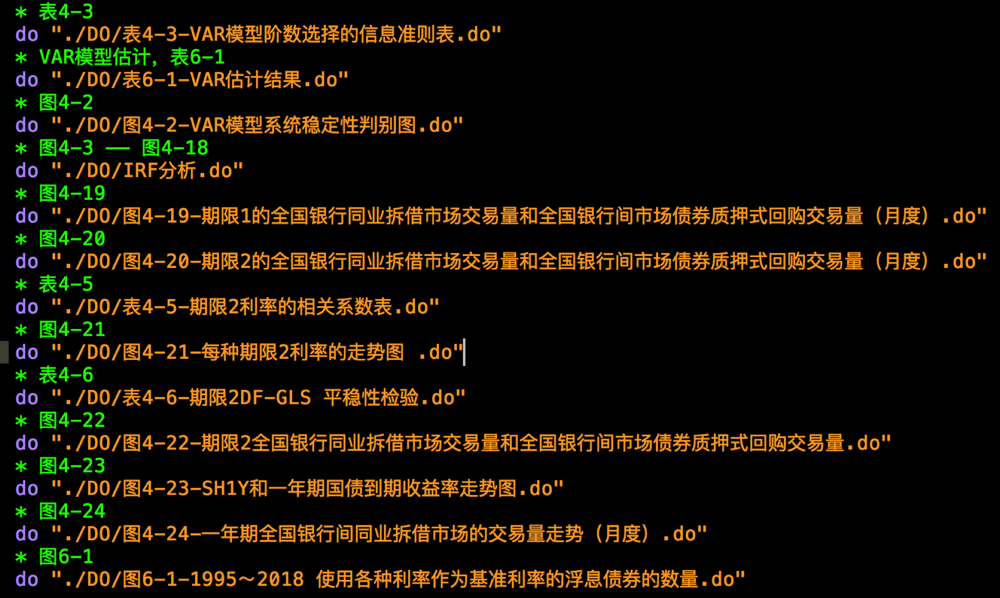 * 表4-3
do "./DO/表4-3-VAR模型阶数选择的信息准则表.do"
* VAR模型估计，表6-1
do "./DO/表6-1-VAR估计结果.do"
* 图4-2
do "./DO/图4-2-VAR模型系统稳定性判别图.do"
* 图4-3 —— 图4-18
do "./DO/IRF分析.do"
* 图4-19
do "./DO/图4-19-期限1的全国银行同业拆借市场交易量和全国银行间市场债券质押式回购交易量（月度）.do"
* 图4-20
do "./DO/图4-20-期限2的全国银行同业拆借市场交易量和全国银行间市场债券质押式回购交易量（月度）.do"
* 表4-5
do "./DO/表4-5-期限2利率的相关系数表.do"
* 图4-21
do "./DO/图4-21-每种期限2利率的走势图 .do"
* 表4-6
do "./DO/表4-6-期限2DF-GLS 平稳性检验.do"
* 图4-22
do "./DO/图4-22-期限2全国银行同业拆借市场交易量和全国银行间市场债券质押式回购交易量.do"
* 图4-23
do "./DO/图4-23-SH1Y和一年期国债到期收益率走势图.do"
* 图4-24
do "./DO/图4-24-一年期全国银行间同业拆借市场的交易量走势（月度）.do"
* 图6-1
do "./DO/图6-1-1995～2018 使用各种利率作为基准利率的浮息债券的数量.do"